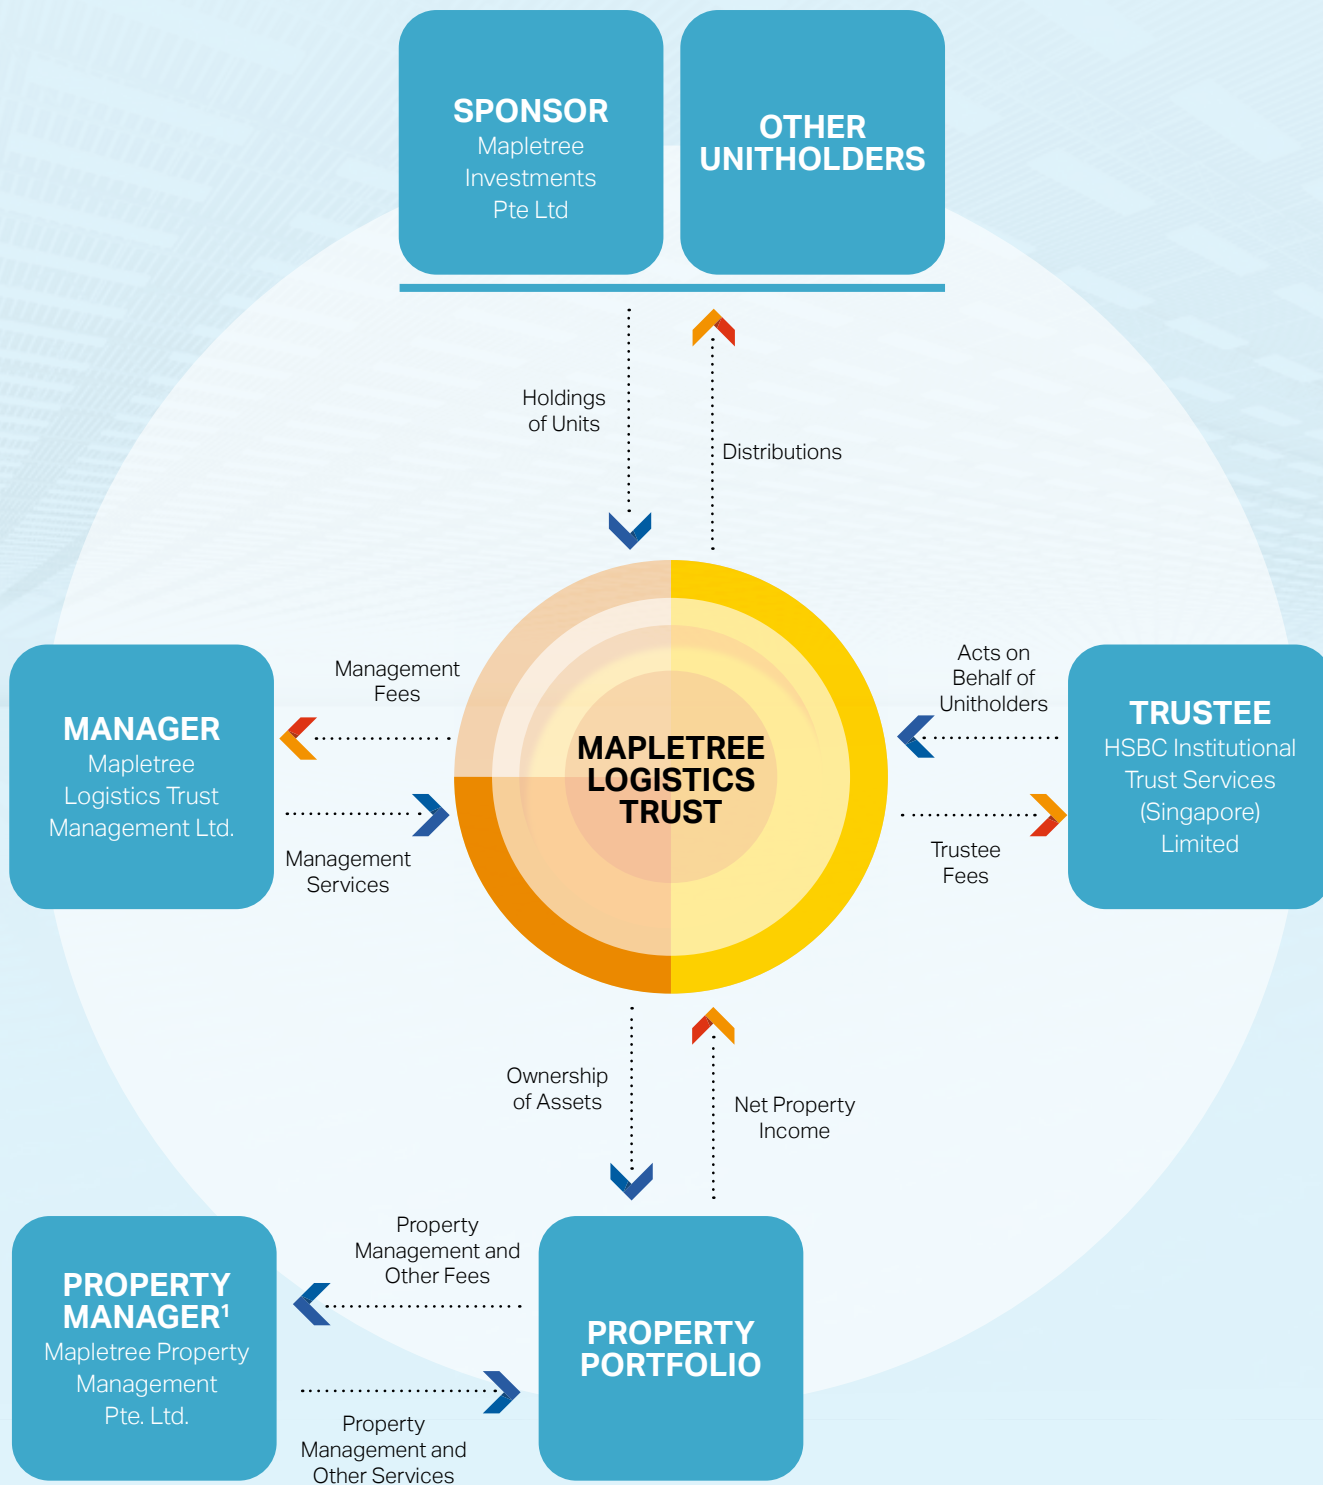 SPONSOR
Mapletree
Investments
Pte Ltd
OTHER
UNITHOLDERS
Holdings
of Units
Distributions
Management
Fees
Acts on
Behalf of
Unitholders
MANAGER
Mapletree
Logistics Trust
Management Ltd.
MAPLETREE
LOGISTICS
TRUST
TRUSTEE
HSBC Institutional
Trust Services
(Singapore)
Limited
Management
Services
Trustee
Fees
Ownership
of Assets
Net Property
Income
Property
Management and
Other Fees
PROPERTY
MANAGER¹
Mapletree Property
Management
Pte. Ltd.
PROPERTY
PORTFOLIO
Property
Management and
Other Services